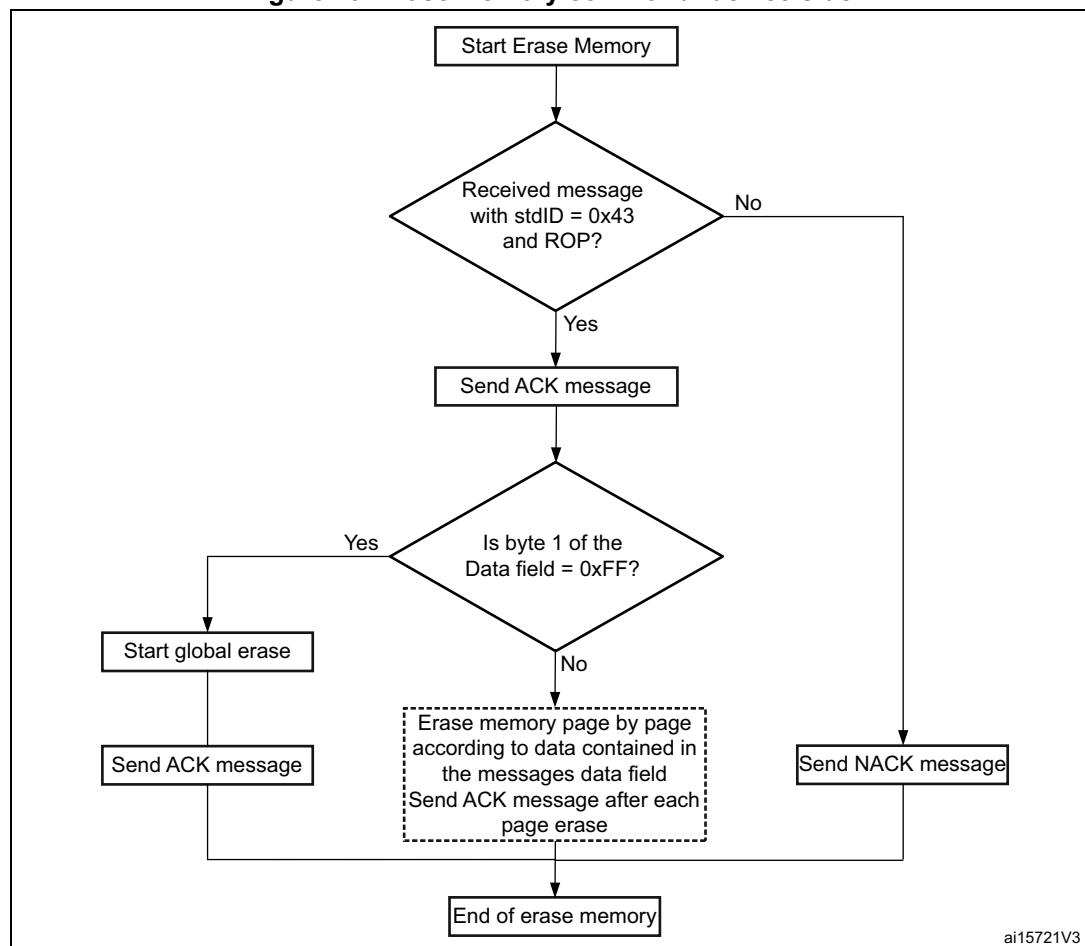 Start Erase Memory
Received message
with stdID = 0x43
and ROP?
No
Yes
Send ACK message
Yes
Is byte 1 of the
Data field = 0xFF?
Start global erase
No
Erase memory page by page
according to data contained in
the messages data field
Send ACK message after each
page erase
Send ACK message
Send NACK message
End of erase memory
ai15721V3